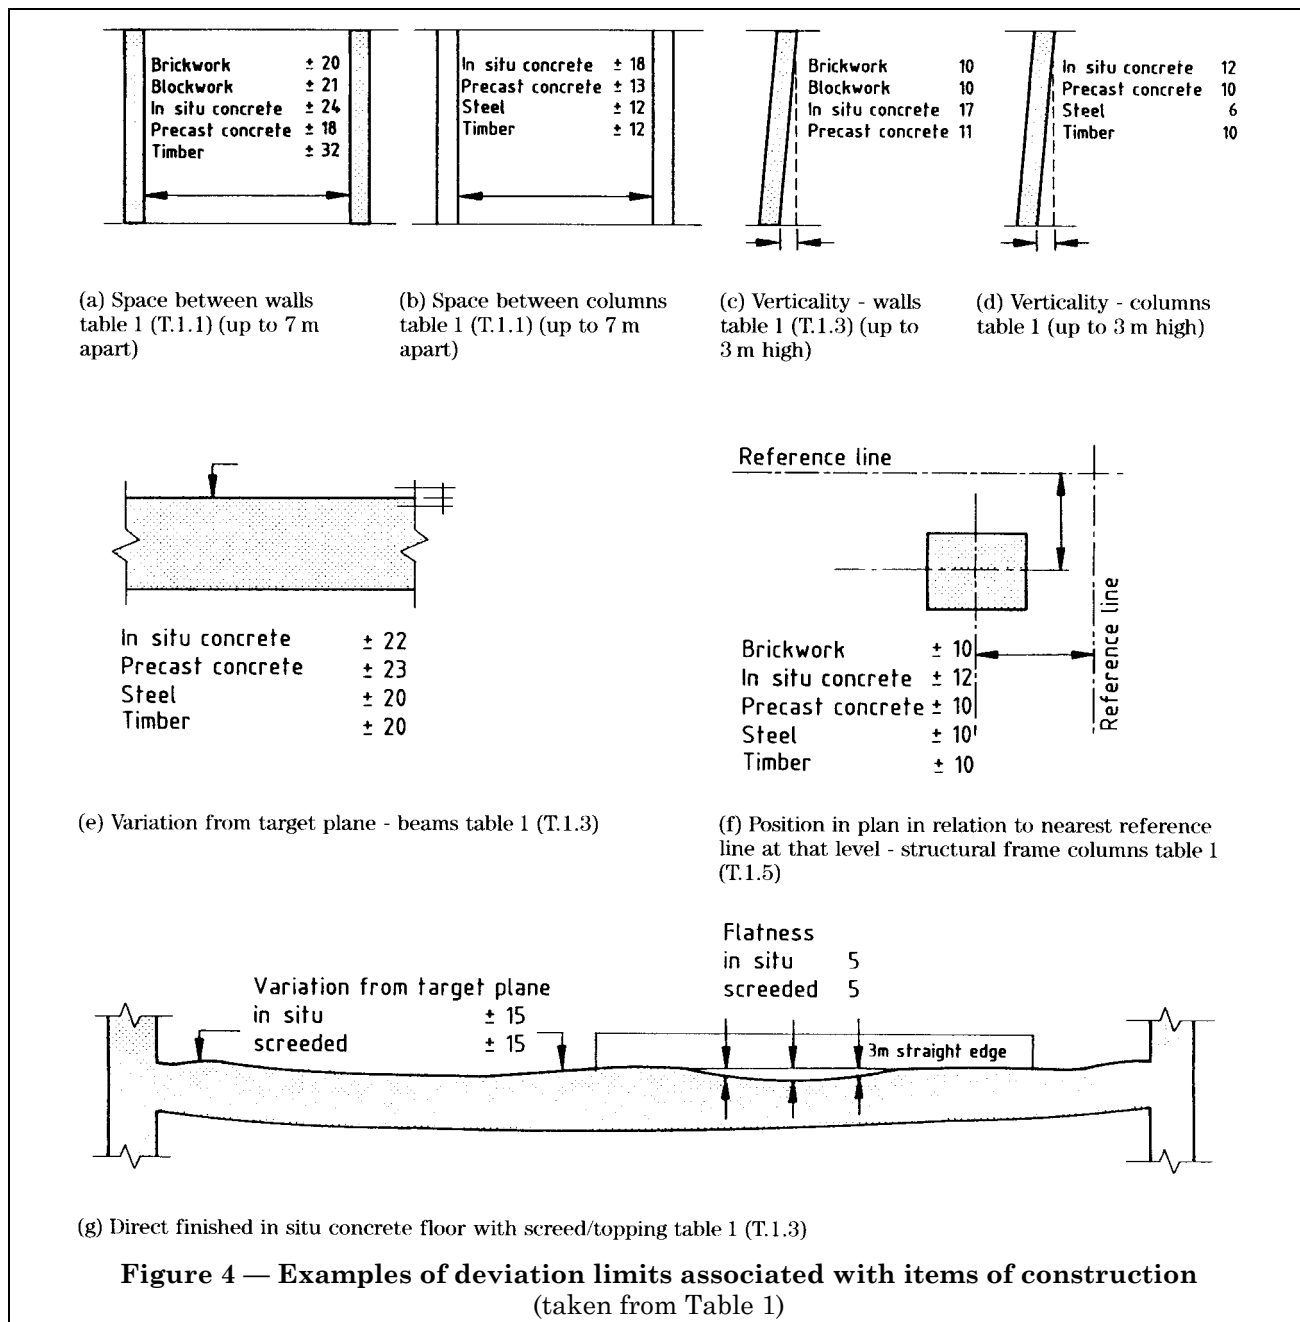 Brickwork ± 20
Blockwork ± 21
In situ concrete ± 24
Precast concrete ± 18
Timber ± 32
In situ concrete ± 18
Precast concrete ± 13
Steel ± 12
Timber ± 12
Brickwork 10
Blockwork 10
In situ concrete 17
Precast concrete 11
In situ concrete 12
Precast concrete 10
Steel 6
Timber 10
(a) Space between walls
table 1 (T.1.1) (up to 7 m
apart)
(b) Space between columns
table 1 (T.1.1) (up to 7 m
apart)
(c) Verticality - walls
table 1 (T.1.3) (up to
3 m high)
(d) Verticality - columns
table 1 (up to 3 m high)
In situ concrete ± 22
Precast concrete ± 23
Steel ± 20
Timber ± 20
Reference line
Reference line
Brickwork ± 10
In situ concrete ± 12
Precast concrete ± 10
Steel ± 10
Timber ± 10
(e) Variation from target plane - beams table 1 (T.1.3)
(f) Position in plan in relation to nearest reference
line at that level - structural frame columns table 1
(T.1.5)
Variation from target plane
in situ ± 15
screeded ± 15
Flatness
in situ 5
screeded 5
3m straight edge
(g) Direct finished in situ concrete floor with screed/topping table 1 (T.1.3)
Figure 4 — Examples of deviation limits associated with items of construction
(taken from Table 1)